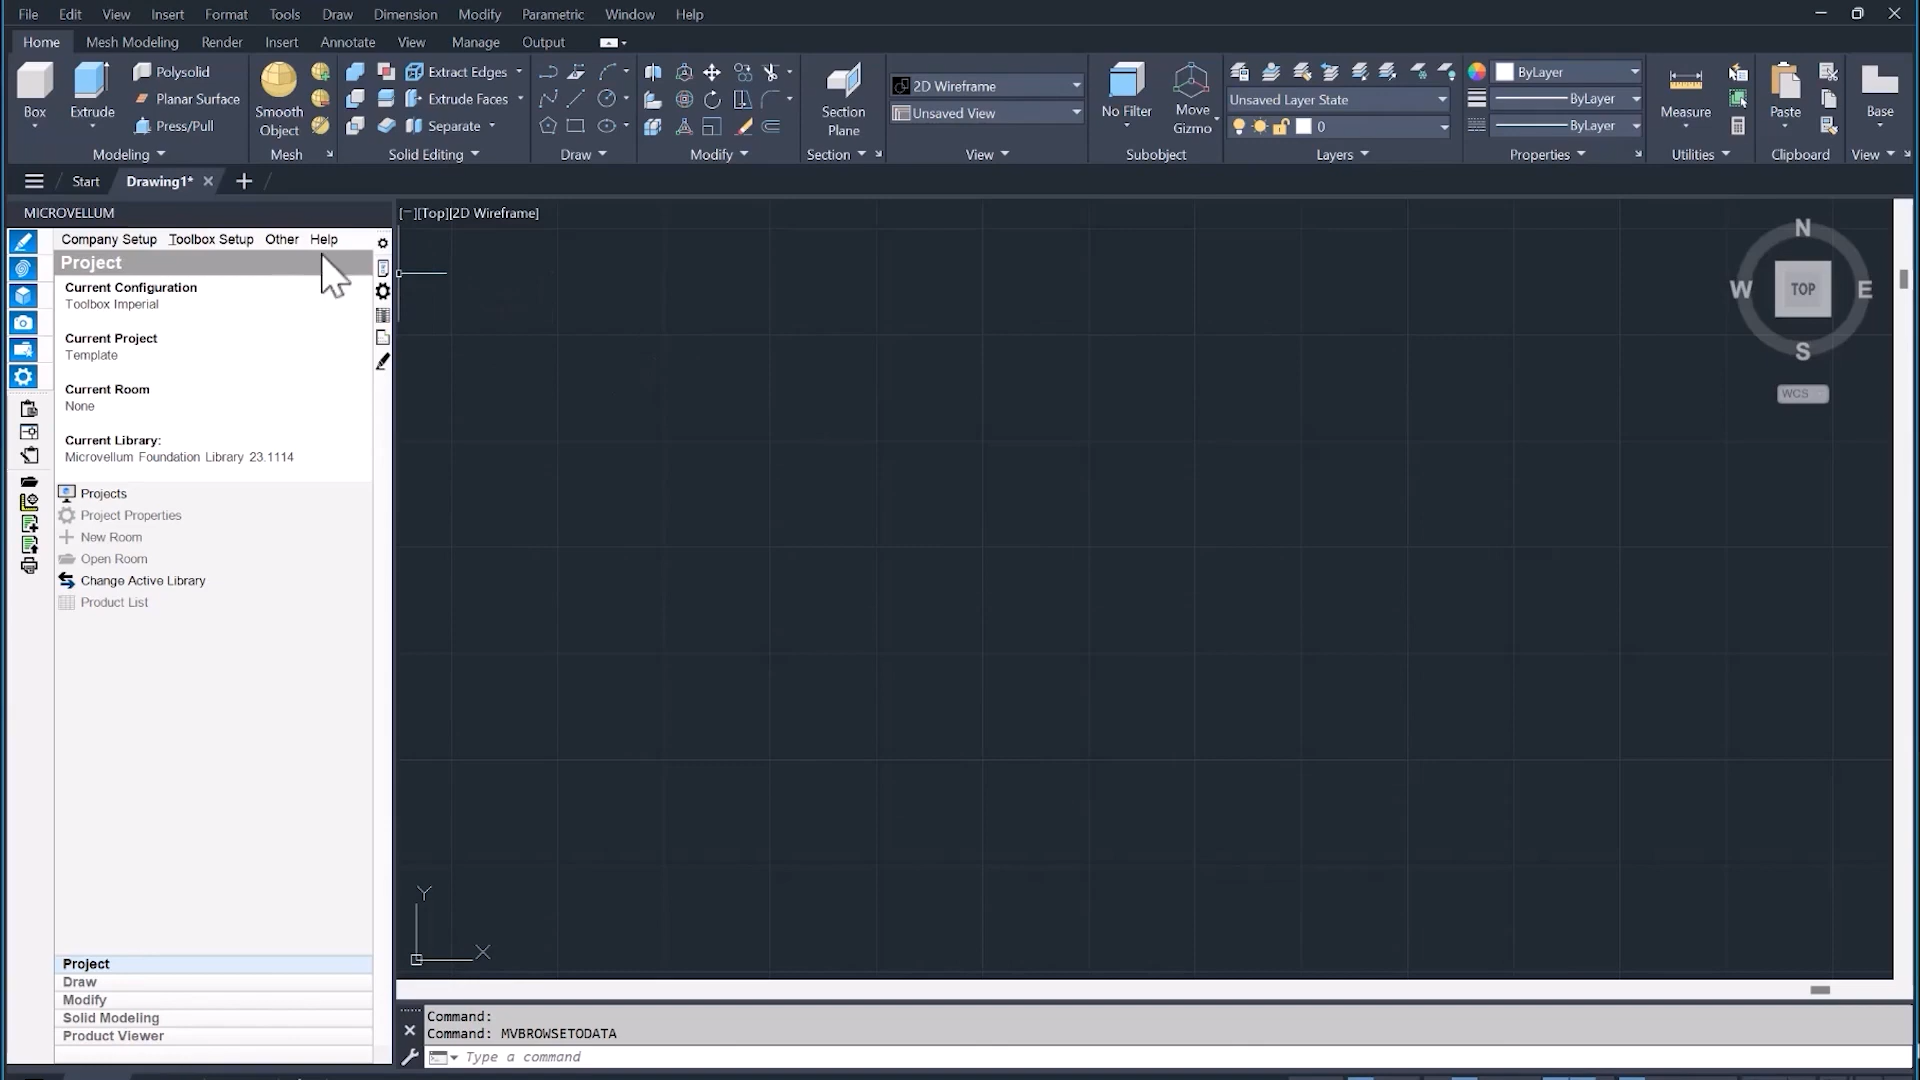 File Edit View Insert Format Tools Draw Dimension Modify Parametric Window Help
Home Mesh Modeling Render Insert Annotate View Manage Output
Box
Extrude
Polysolid
Planar Surface
Press/Pull
Modeling
Smooth
Object
Mesh
Extract Edges
Extrude Faces
Separate
Solid Editing
Draw
Modify
Section
Plane
Section
2D Wireframe
Unsaved View
View
No Filter
Move
Gizmo
Subobject
Unsaved Layer State
0
Layers
ByLayer
ByLayer
ByLayer
Properties
Measure
Utilities
Paste
Clipboard
Base
View
Start Drawing1*
MICROVELLUM
Company Setup Toolbox Setup Other Help
Project
Current Configuration
Toolbox Imperial
Current Project
Template
Current Room
None
Current Library:
Microvellum Foundation Library 23.1114
Projects
Project Properties
New Room
Open Room
Change Active Library
Product List
Project
Draw
Modify
Solid Modeling
Product Viewer
[−][Top][2D Wireframe]
N
W TOP E
S
WCS
Y
X
Command:
Command: MVBROWSETODATA
Type a command